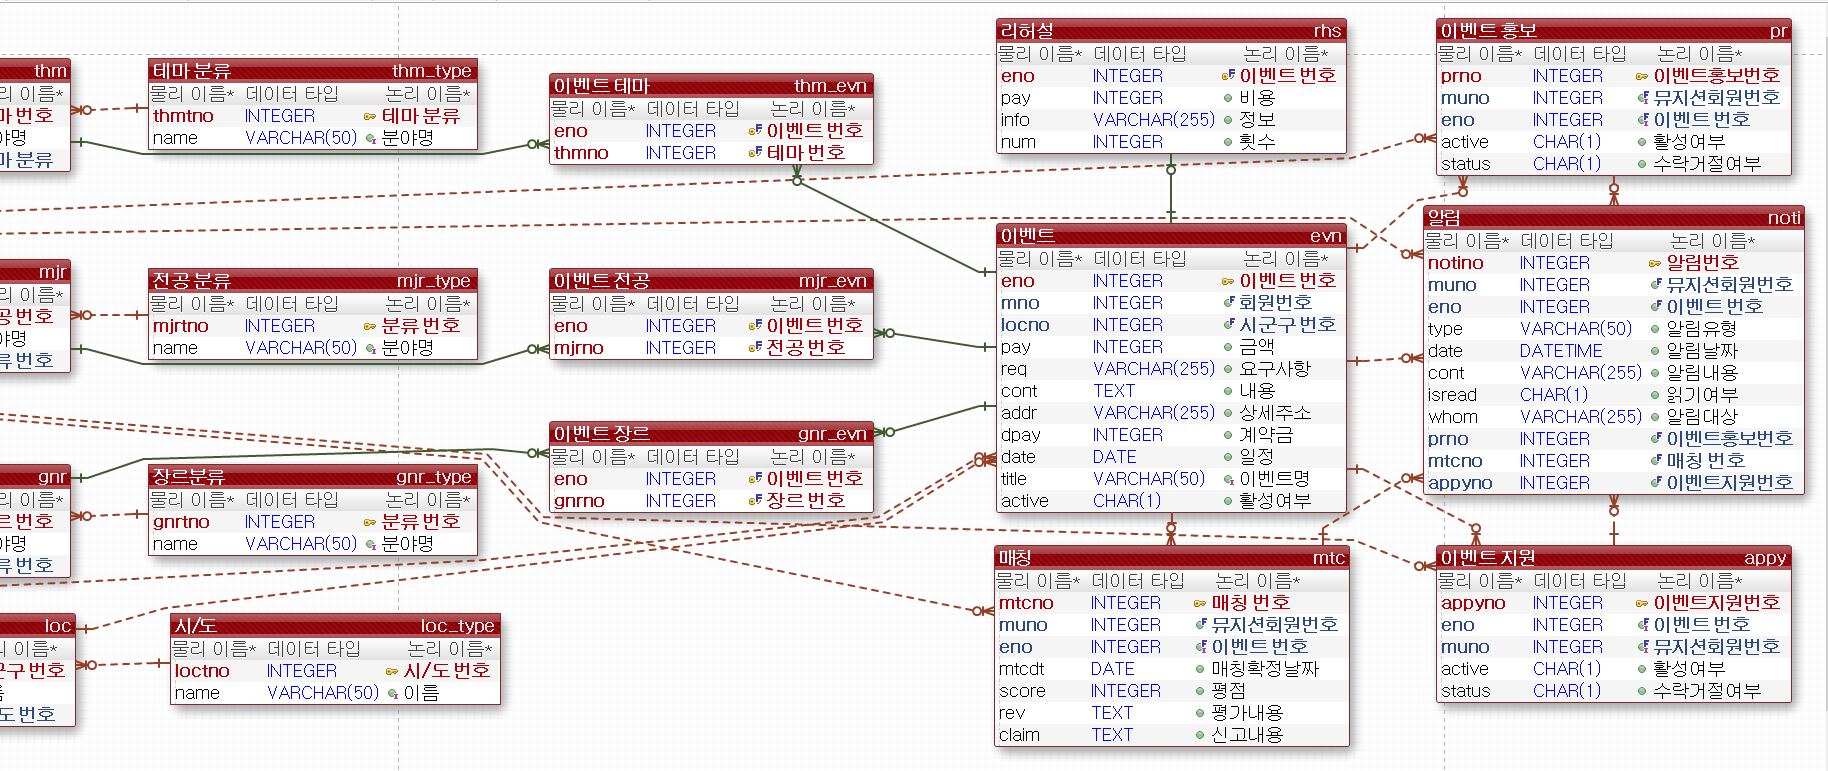 thm
리 이름*
마 번호
야명
마 분류
테마 분류 thm_type
물리 이름* 데이터 타입 논리 이름*
thmtno INTEGER 테마 분류
name VARCHAR(50) 분야명
이벤트 테마 thm_evn
물리 이름* 데이터 타입 논리 이름*
eno INTEGER 이벤트 번호
thmno INTEGER 테마 번호
리허설 rhs
물리 이름* 데이터 타입 논리 이름*
eno INTEGER 이벤트 번호
pay INTEGER 비용
info VARCHAR(255) 정보
num INTEGER 횟수
이벤트 홍보 pr
물리 이름* 데이터 타입 논리 이름*
prno INTEGER 이벤트홍보번호
muno INTEGER 뮤지션회원번호
eno INTEGER 이벤트 번호
active CHAR(1) 활성여부
status CHAR(1) 수락거절여부
mjr
리 이름*
공 번호
야명
류 번호
전공 분류 mjr_type
물리 이름* 데이터 타입 논리 이름*
mjrtno INTEGER 분류 번호
name VARCHAR(50) 분야명
이벤트 전공 mjr_evn
물리 이름* 데이터 타입 논리 이름*
eno INTEGER 이벤트 번호
mjrno INTEGER 전공 번호
이벤트 evn
물리 이름* 데이터 타입 논리 이름*
eno INTEGER 이벤트 번호
mno INTEGER 회원번호
locno INTEGER 시군구 번호
pay INTEGER 금액
req VARCHAR(255) 요구사항
cont TEXT 내용
addr VARCHAR(255) 상세주소
dpay INTEGER 계약금
date DATE 일정
title VARCHAR(50) 이벤트명
active CHAR(1) 활성여부
알림 noti
물리 이름* 데이터 타입 논리 이름*
notino INTEGER 알림번호
muno INTEGER 뮤지션회원번호
eno INTEGER 이벤트 번호
type VARCHAR(50) 알림유형
date DATETIME 알림날짜
cont VARCHAR(255) 알림내용
isread CHAR(1) 읽기여부
whom VARCHAR(255) 알림대상
prno INTEGER 이벤트홍보번호
mtcno INTEGER 매칭 번호
appyno INTEGER 이벤트지원번호
gnr
리 이름*
르 번호
야명
류 번호
장르분류 gnr_type
물리 이름* 데이터 타입 논리 이름*
gnrtno INTEGER 분류 번호
name VARCHAR(50) 분야명
이벤트 장르 gnr_evn
물리 이름* 데이터 타입 논리 이름*
eno INTEGER 이벤트 번호
gnrno INTEGER 장르 번호
loc
논리 이름*
군구 번호
도 번호
시/도 loc_type
물리 이름* 데이터 타입 논리 이름*
loctno INTEGER 시/도 번호
name VARCHAR(50) 이름
매칭 mtc
물리 이름* 데이터 타입 논리 이름*
mtcno INTEGER 매칭 번호
muno INTEGER 뮤지션회원번호
eno INTEGER 이벤트 번호
mtcdt DATE 매칭확정날짜
score INTEGER 평점
rev TEXT 평가내용
claim TEXT 신고내용
이벤트 지원 appy
물리 이름* 데이터 타입 논리 이름*
appyno INTEGER 이벤트지원번호
eno INTEGER 이벤트 번호
muno INTEGER 뮤지션회원번호
active CHAR(1) 활성여부
status CHAR(1) 수락거절여부